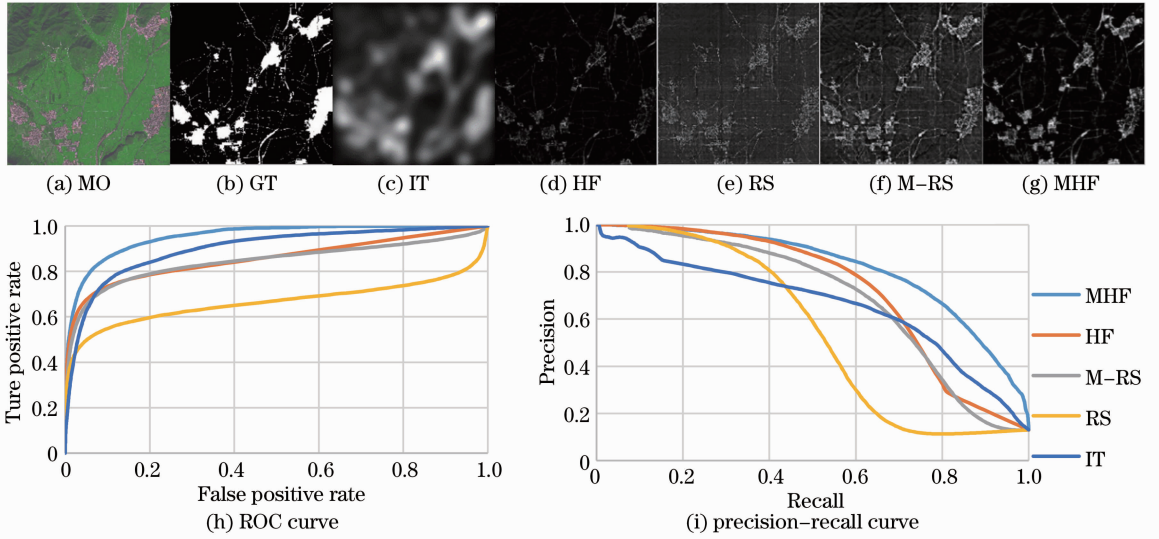 (a) MO
(b) GT
(c) IT
(d) HF
(e) RS
(f) M-RS
(g) MHF
Ture positive rate
1.0
0.8
0.6
0.4
0.2
0
0 0.2 0.4 0.6 0.8 1.0
False positive rate
(h) ROC curve
Precision
1.0
0.8
0.6
0.4
0.2
0
0 0.2 0.4 0.6 0.8 1.0
Recall
(i) precision-recall curve
MHF
HF
M-RS
RS
IT